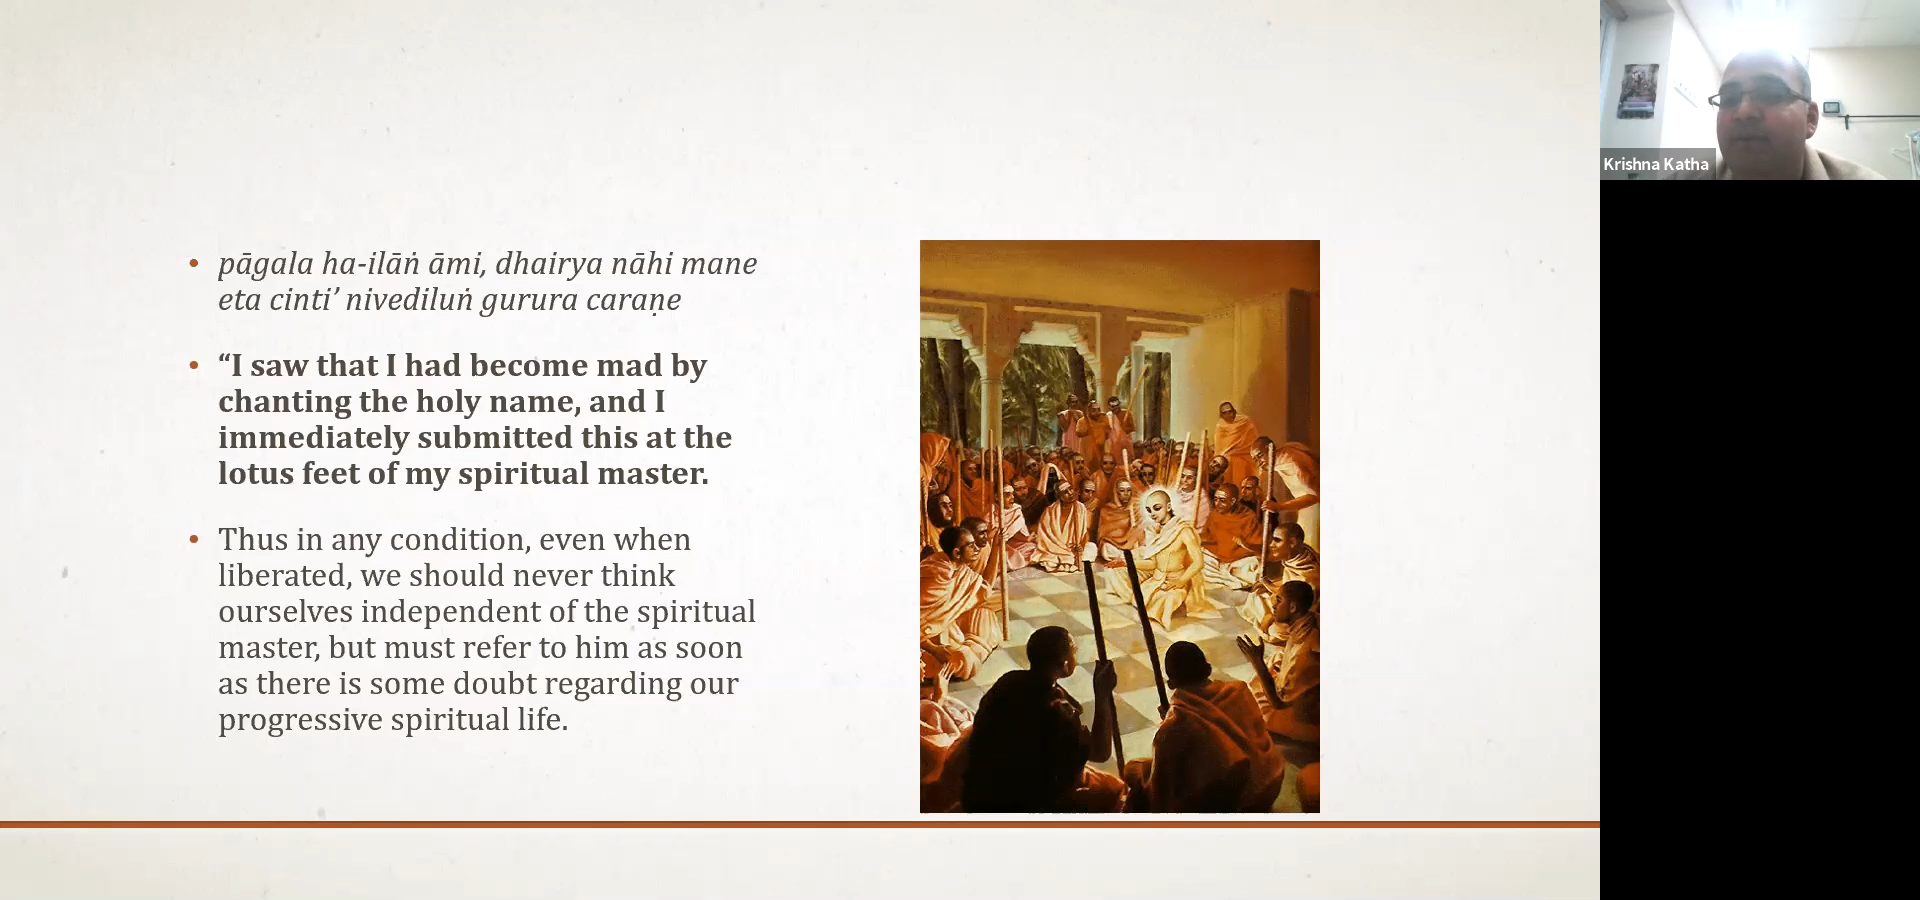 pāgala ha-ilāṅ āmi, dhairya nāhi mane
eta cinti’ nivediluṅ gurura caraṇe
“I saw that I had become mad by
chanting the holy name, and I
immediately submitted this at the
lotus feet of my spiritual master.
Thus in any condition, even when
liberated, we should never think
ourselves independent of the spiritual
master, but must refer to him as soon
as there is some doubt regarding our
progressive spiritual life.
Krishna Katha